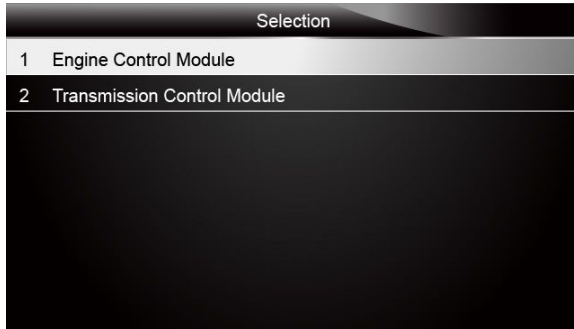 Selection
1 Engine Control Module
2 Transmission Control Module